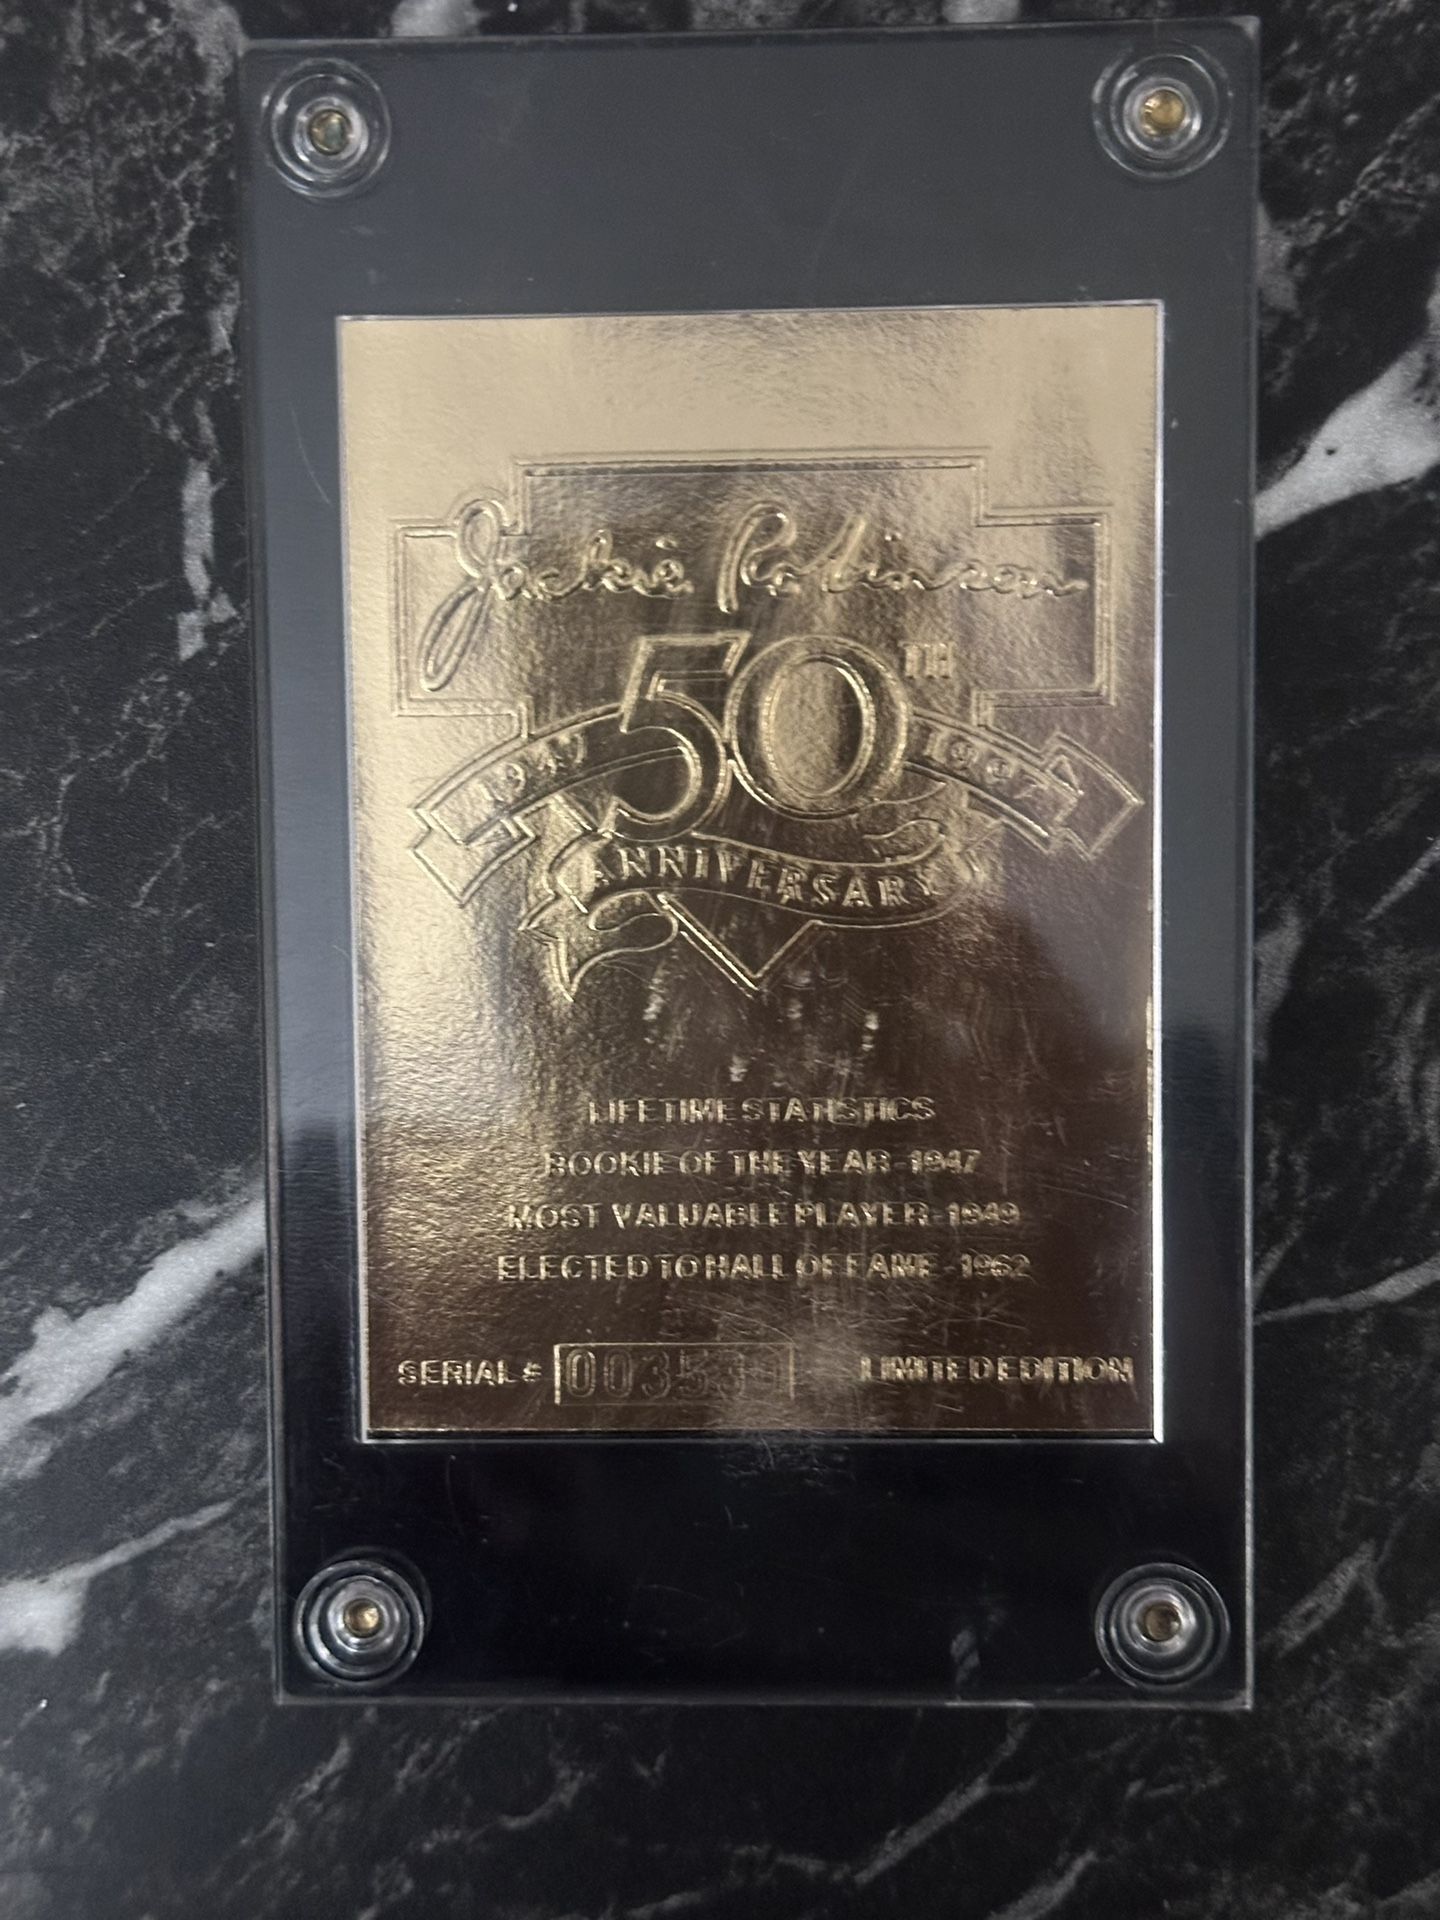 Jackie Robinson
50TH
1947 1997
ANNIVERSARY
LIFETIME STATISTICS
ROOKIE OF THE YEAR - 1947
MOST VALUABLE PLAYER - 1949
ELECTED TO HALL OF FAME - 1962
SERIAL # LIMITED EDITION